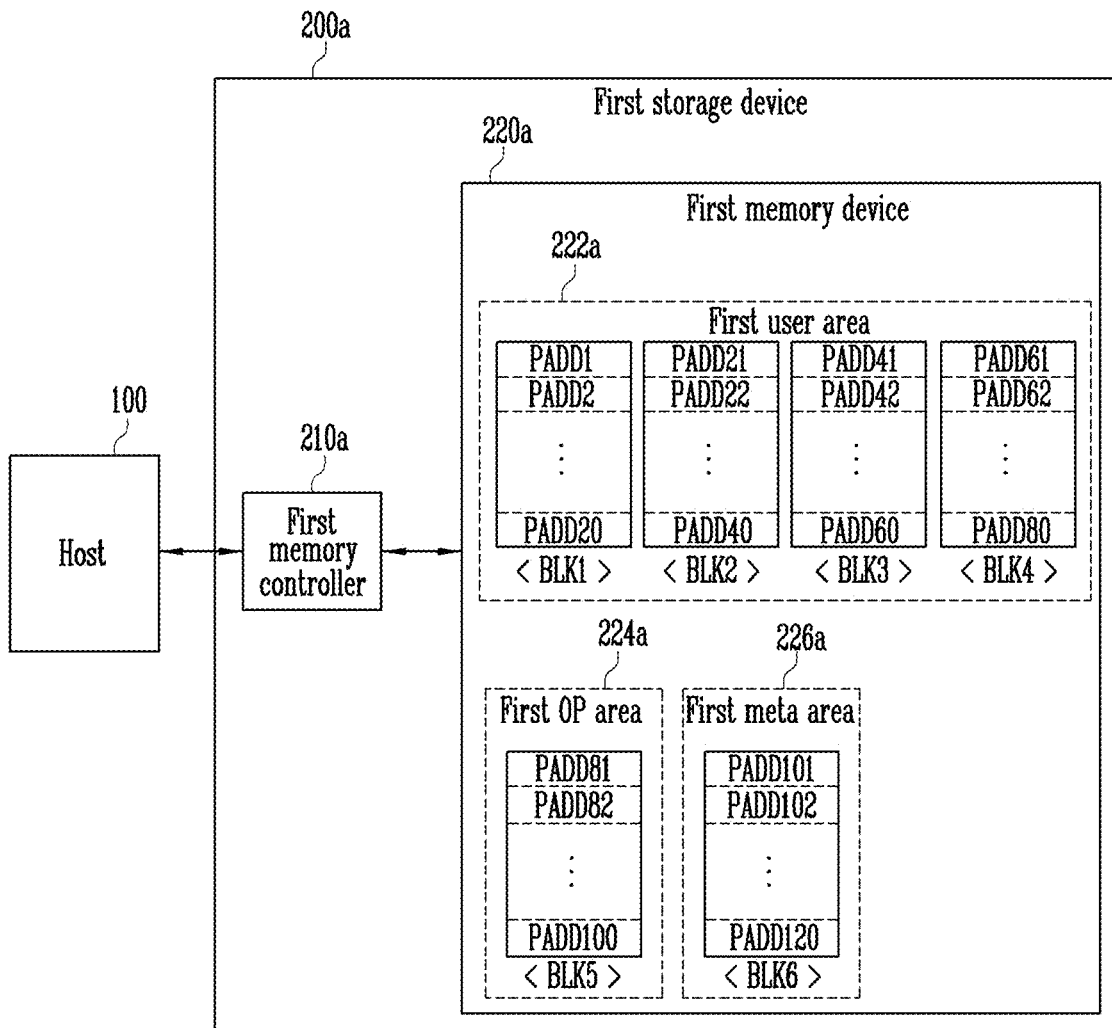 200a
First storage device
220a
First memory device
222a
First user area
PADD1 PADD21 PADD41 PADD61
PADD2 PADD22 PADD42 PADD62
PADD20 PADD40 PADD60 PADD80
< BLK1 > < BLK2 > < BLK3 > < BLK4 >
100
Host
210a
First
memory
controller
224a
First OP area
PADD81
PADD82
PADD100
< BLK5 >
226a
First meta area
PADD101
PADD102
PADD120
< BLK6 >